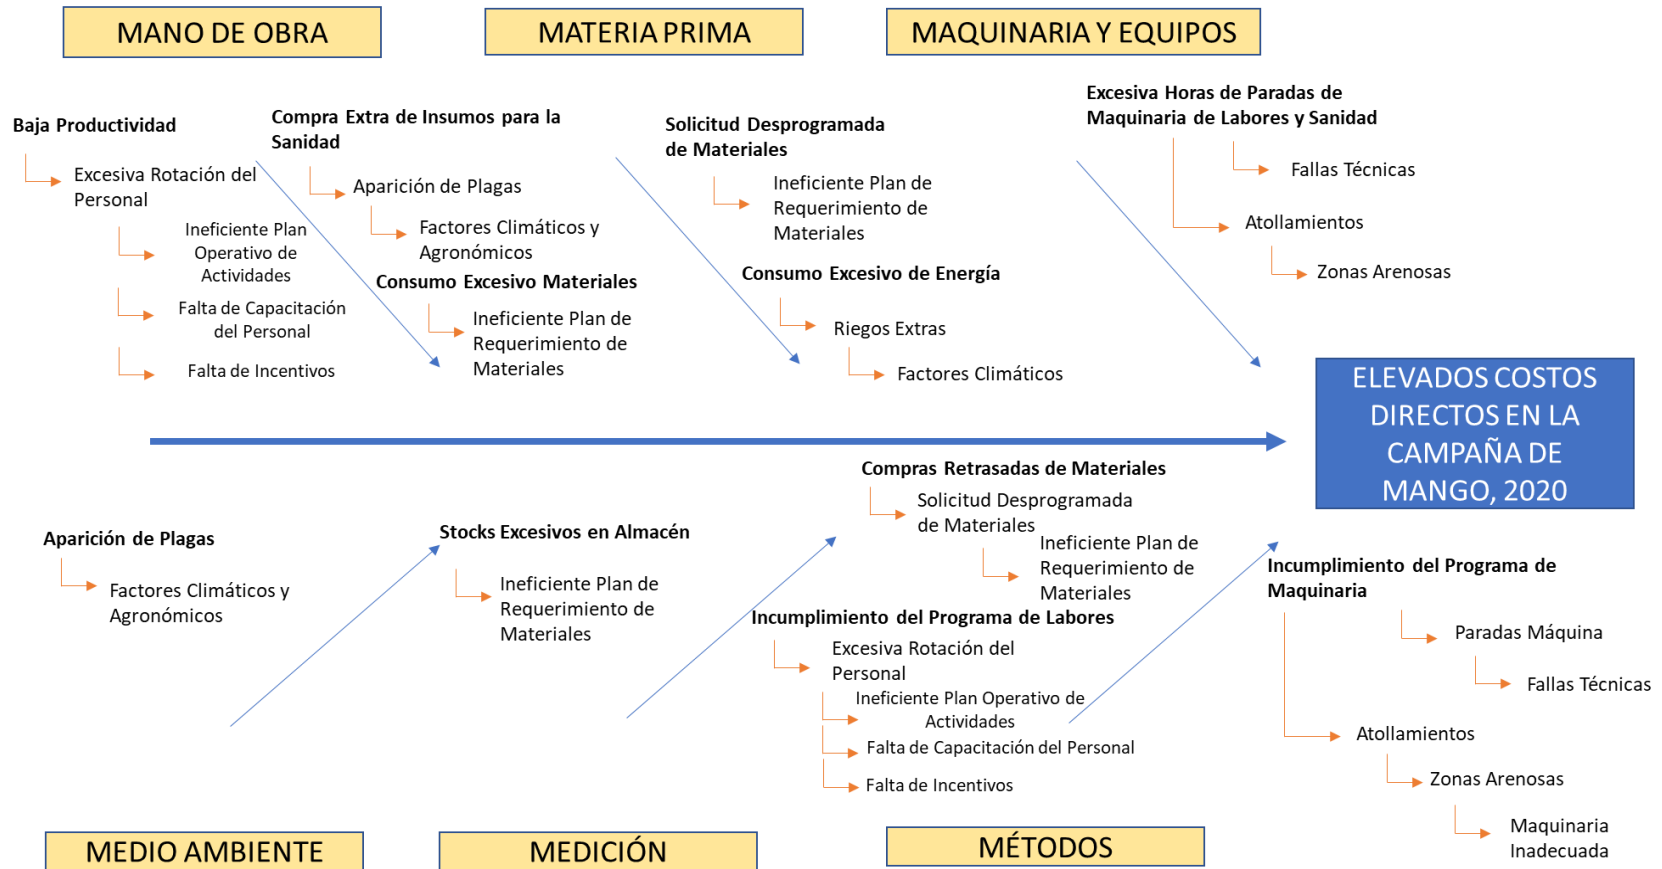 MANO DE OBRA
MATERIA PRIMA
MAQUINARIA Y EQUIPOS
Baja Productividad
Excesiva Rotación del
Personal
Ineficiente Plan
Operativo de
Actividades
Falta de Capacitación
del Personal
Falta de Incentivos
Compra Extra de Insumos para la
Sanidad
Aparición de Plagas
Factores Climáticos y
Agronómicos
Consumo Excesivo Materiales
Ineficiente Plan de
Requerimiento de
Materiales
Solicitud Desprogramada
de Materiales
Ineficiente Plan de
Requerimiento de
Materiales
Consumo Excesivo de Energía
Riegos Extras
Factores Climáticos
Excesiva Horas de Paradas de
Maquinaria de Labores y Sanidad
Fallas Técnicas
Atollamientos
Zonas Arenosas
ELEVADOS COSTOS
DIRECTOS EN LA
CAMPAÑA DE
MANGO, 2020
Aparición de Plagas
Factores Climáticos y
Agronómicos
Stocks Excesivos en Almacén
Ineficiente Plan de
Requerimiento de
Materiales
Compras Retrasadas de Materiales
Solicitud Desprogramada
de Materiales
Ineficiente Plan de
Requerimiento de
Materiales
Incumplimiento del Programa de Labores
Excesiva Rotación del
Personal
Ineficiente Plan Operativo de
Actividades
Falta de Capacitación del Personal
Falta de Incentivos
Incumplimiento del Programa de
Maquinaria
Paradas Máquina
Fallas Técnicas
Atollamientos
Zonas Arenosas
Maquinaria
Inadecuada
MEDIO AMBIENTE
MEDICIÓN
MÉTODOS